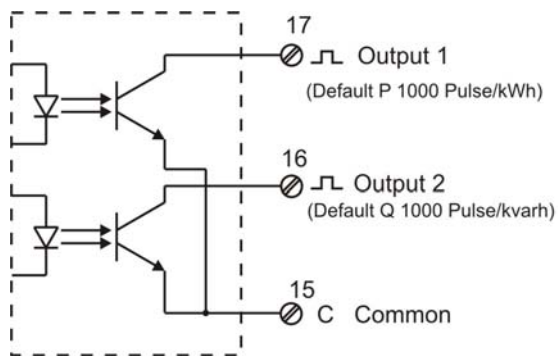 17
Output 1
(Default P 1000 Pulse/kWh)
16
Output 2
(Default Q 1000 Pulse/kvarh)
15
C Common